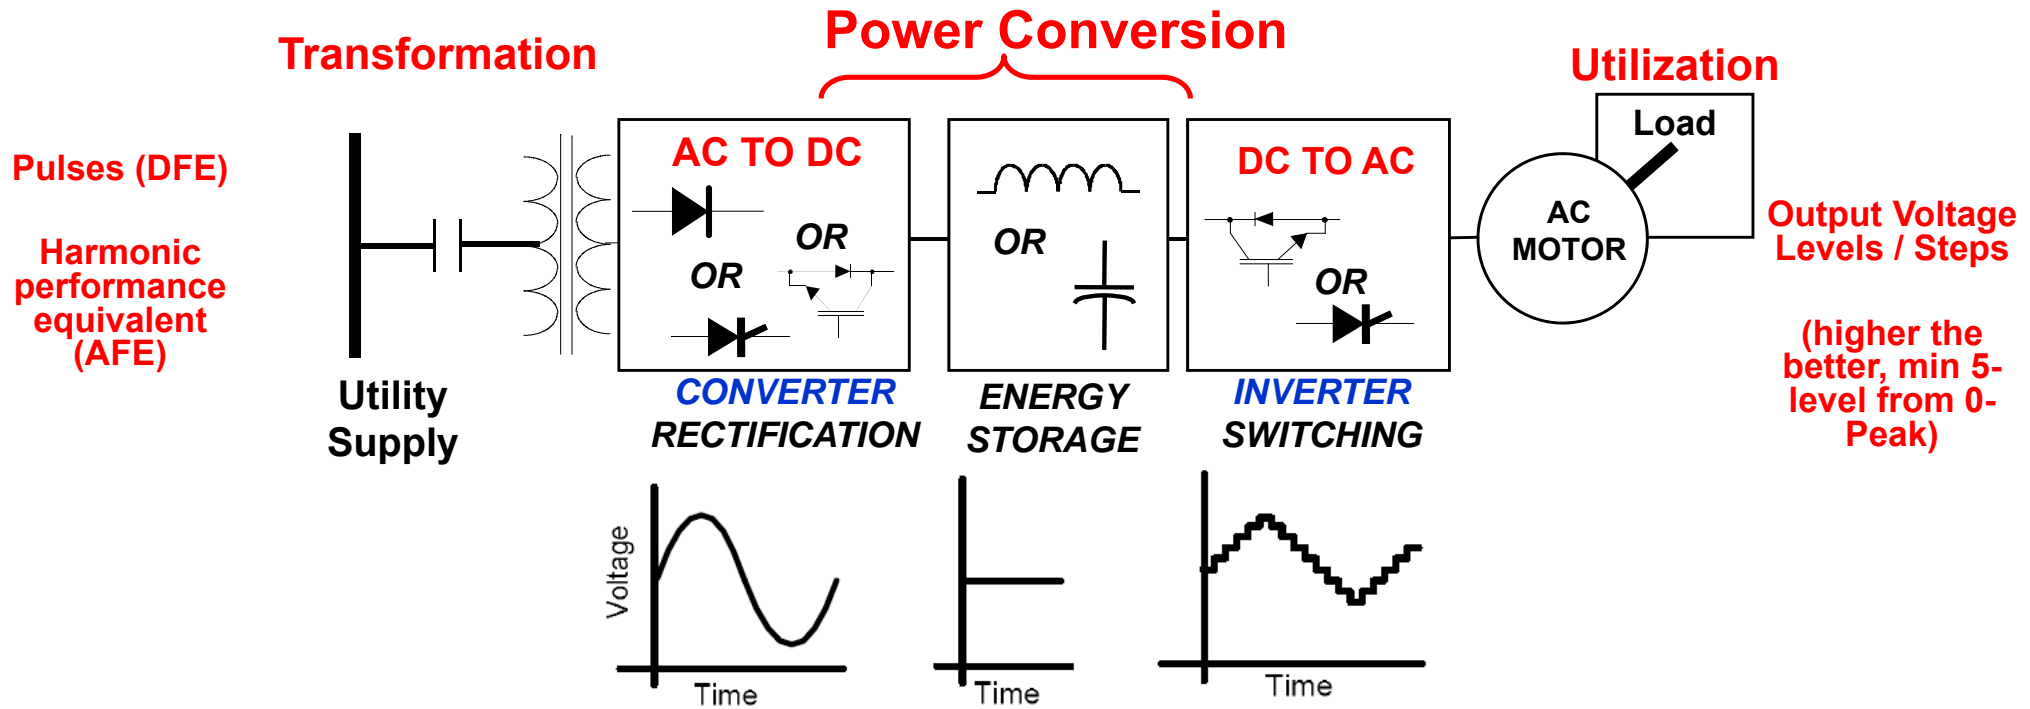 Power Conversion
Transformation
Utilization
Load
AC TO DC
DC TO AC
Pulses (DFE)
Harmonic
performance
equivalent
(AFE)
OR
OR
OR
OR
AC
MOTOR
Output Voltage
Levels / Steps
(higher the
better, min 5-
level from 0-
Peak)
Utility
Supply
CONVERTER
RECTIFICATION
ENERGY
STORAGE
INVERTER
SWITCHING
Voltage
Time
Time
Time